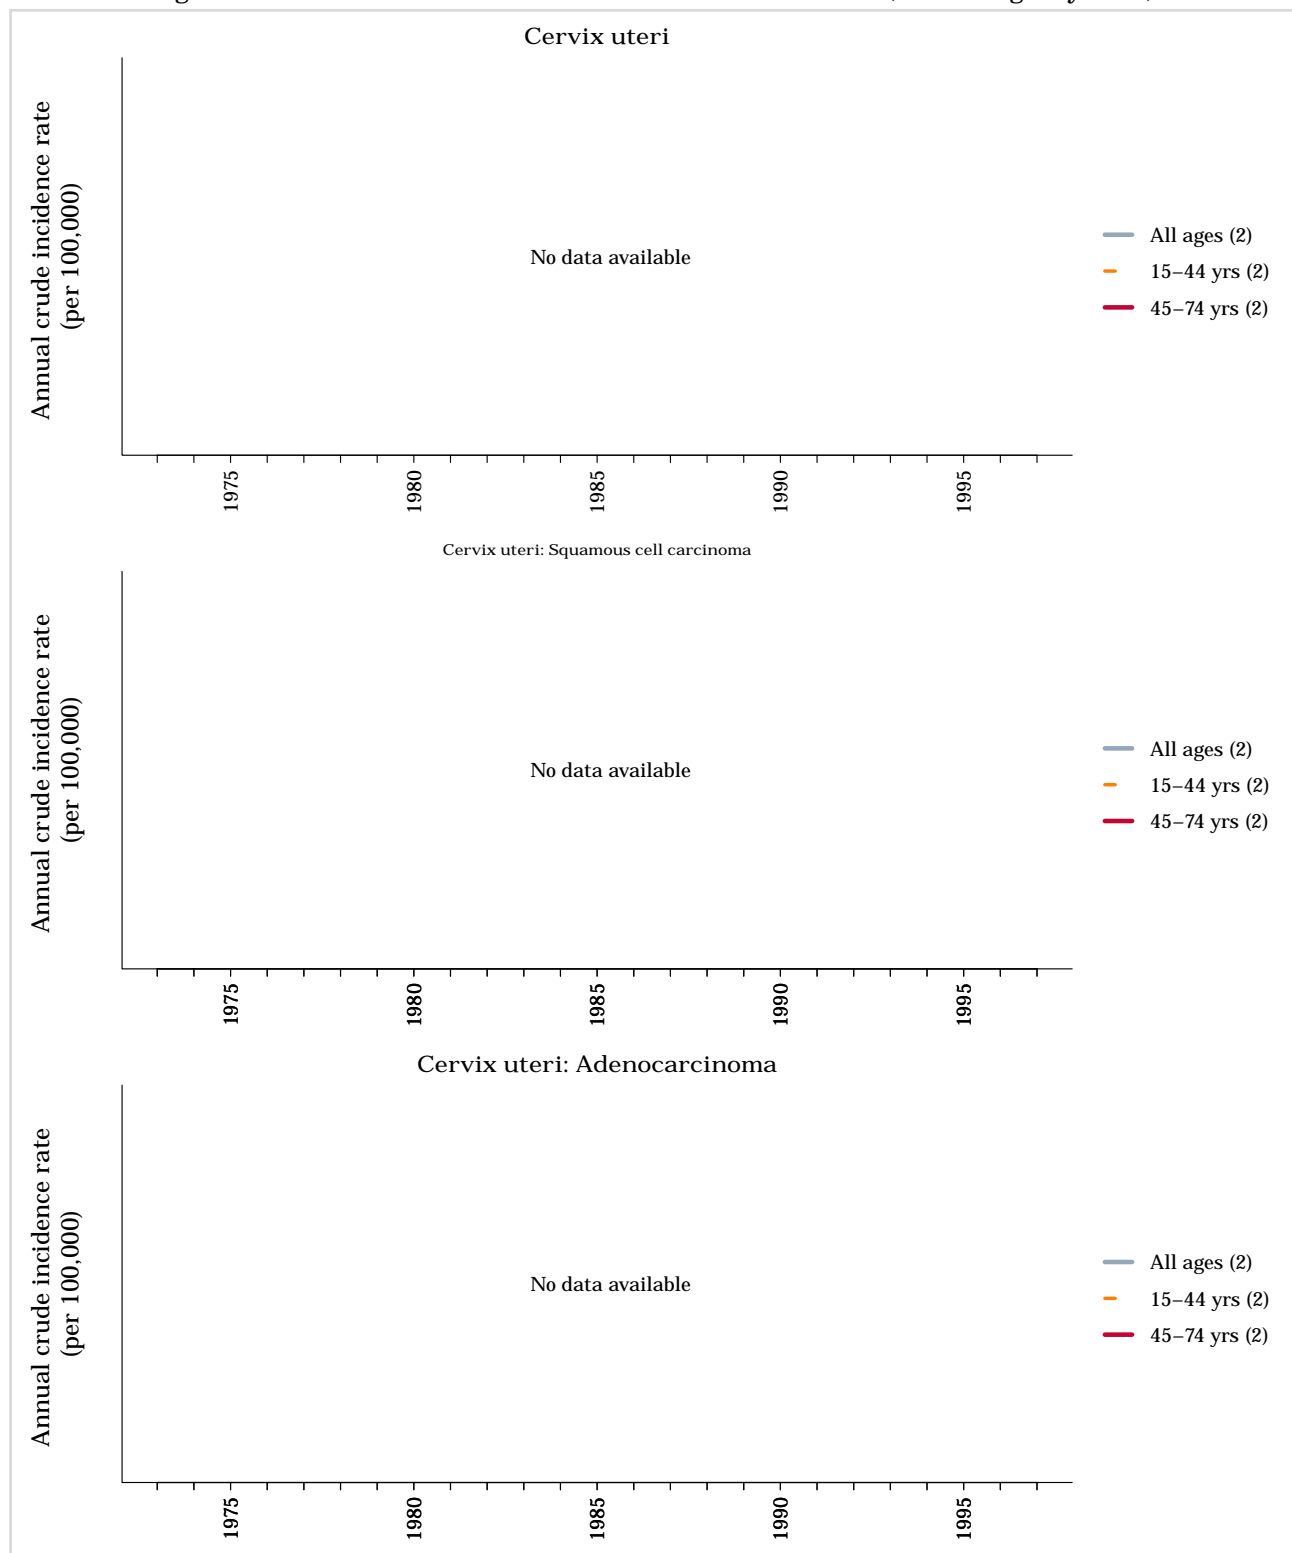 Cervix uteri
Annual crude incidence rate
(per 100,000)
No data available
All ages (2)
15–44 yrs (2)
45–74 yrs (2)
1975
1980
1985
1990
1995
Cervix uteri: Squamous cell carcinoma
Annual crude incidence rate
(per 100,000)
No data available
All ages (2)
15–44 yrs (2)
45–74 yrs (2)
1975
1980
1985
1990
1995
Cervix uteri: Adenocarcinoma
Annual crude incidence rate
(per 100,000)
No data available
All ages (2)
15–44 yrs (2)
45–74 yrs (2)
1975
1980
1985
1990
1995